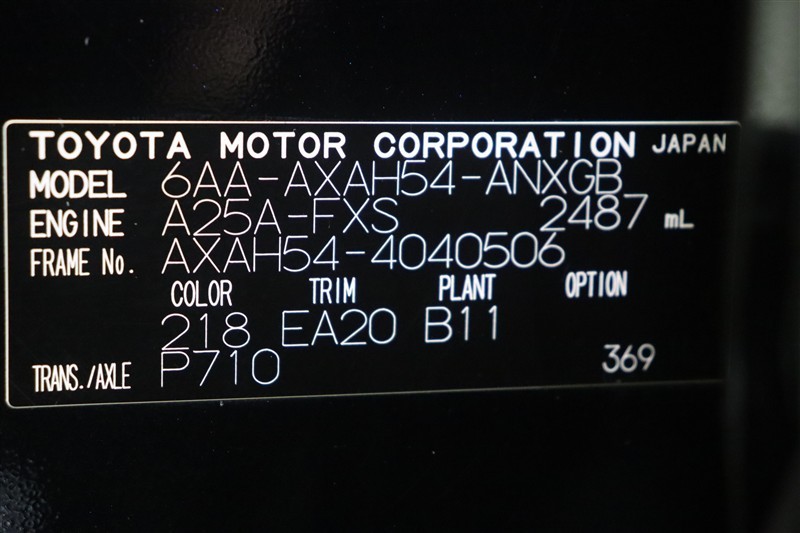 TOYOTA MOTOR CORPORATION JAPAN
MODEL 6AA-AXAH54-ANXGB
ENGINE A25A-FXS 2487 mL
FRAME No. AXAH54-4040506
COLOR TRIM PLANT OPTION
218 EA20 B11
TRANS./AXLE P710 369